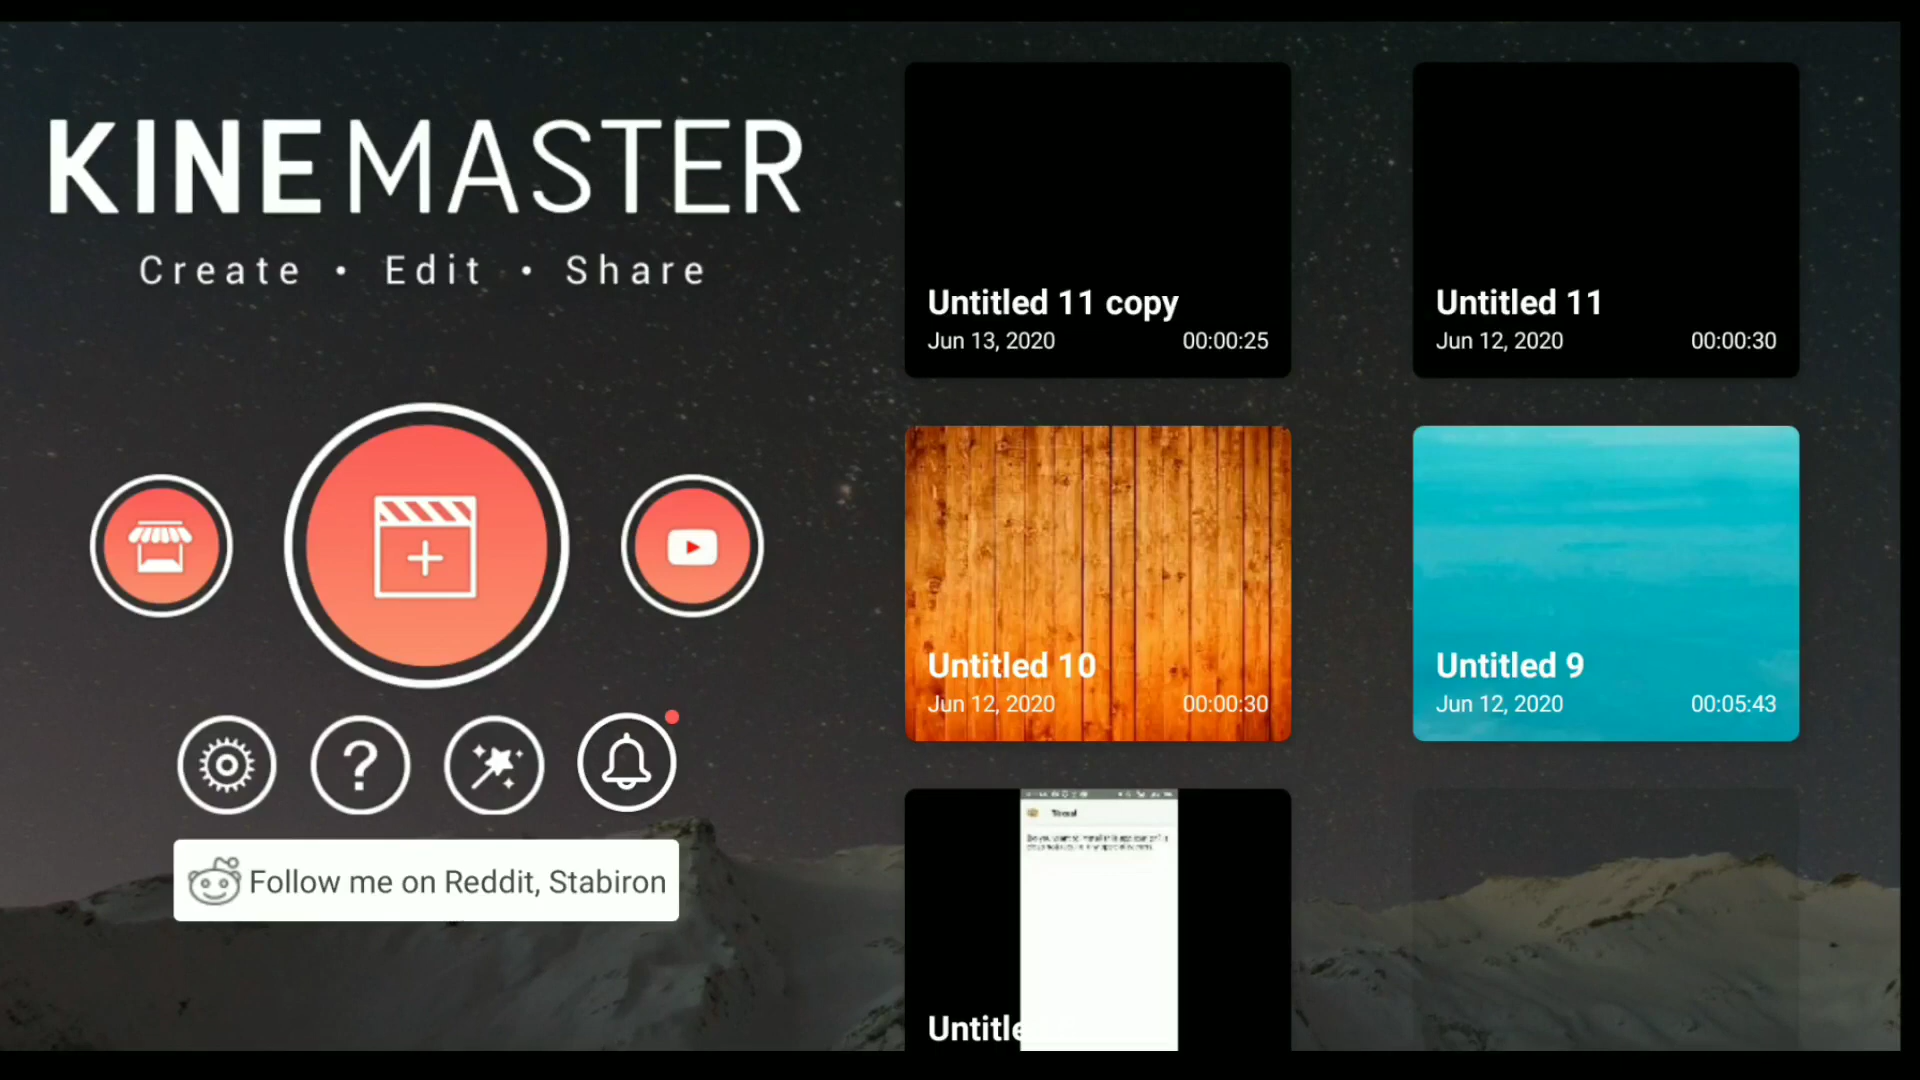 KINEMASTER
Create • Edit • Share
Follow me on Reddit, Stabiron
Untitled 11 copy
Jun 13, 2020 00:00:25
Untitled 11
Jun 12, 2020 00:00:30
Untitled 10
Jun 12, 2020 00:00:30
Untitled 9
Jun 12, 2020 00:05:43